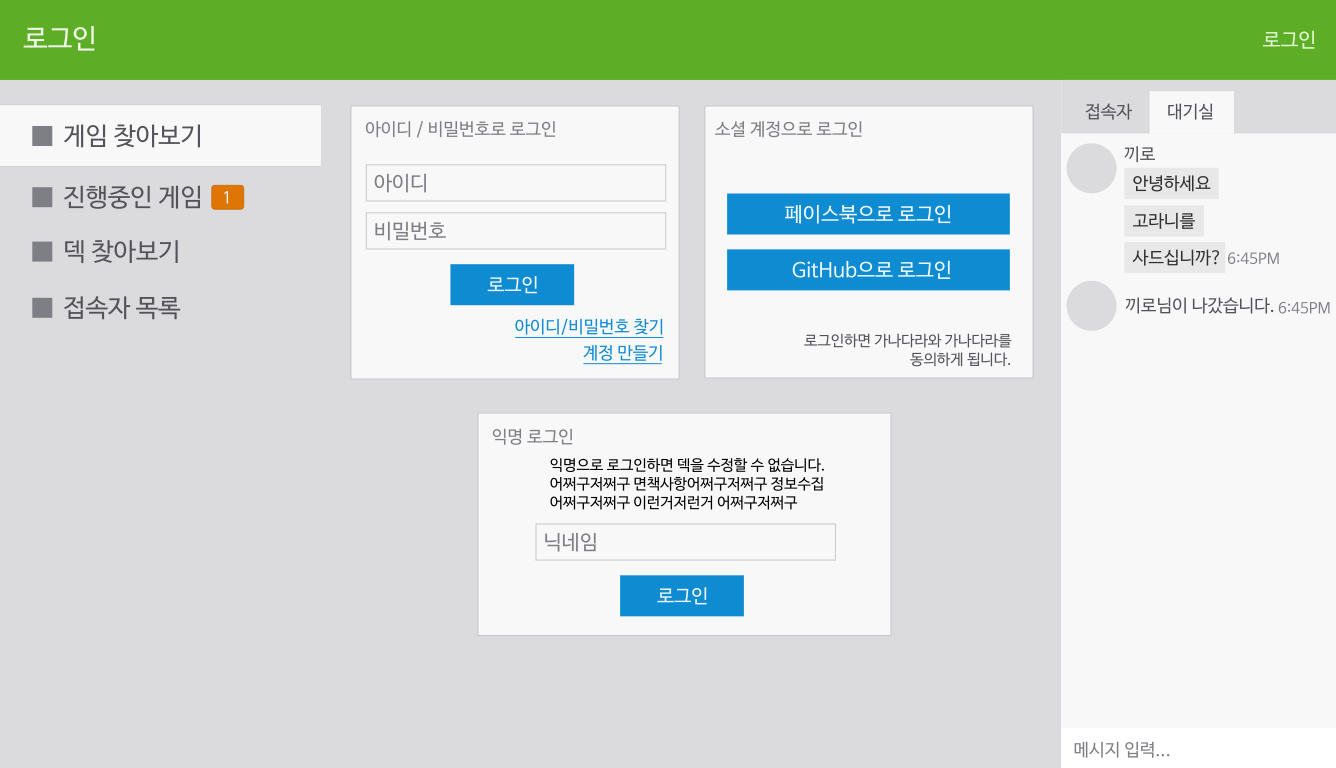 로그인
로그인
게임 찾아보기
진행중인 게임 1
덱 찾아보기
접속자 목록
아이디 / 비밀번호로 로그인
아이디
비밀번호
로그인
아이디/비밀번호 찾기
계정 만들기
소셜 계정으로 로그인
페이스북으로 로그인
GitHub으로 로그인
로그인하면 가나다라와 가나다라를
동의하게 됩니다.
익명 로그인
익명으로 로그인하면 덱을 수정할 수 없습니다.
어쩌구저쩌구 면책사항어쩌구저쩌구 정보수집
어쩌구저쩌구 이런거저런거 어쩌구저쩌구
닉네임
로그인
접속자 대기실
끼로
안녕하세요
고라니를
사드십니까? 6:45PM
끼로님이 나갔습니다. 6:45PM
메시지 입력...